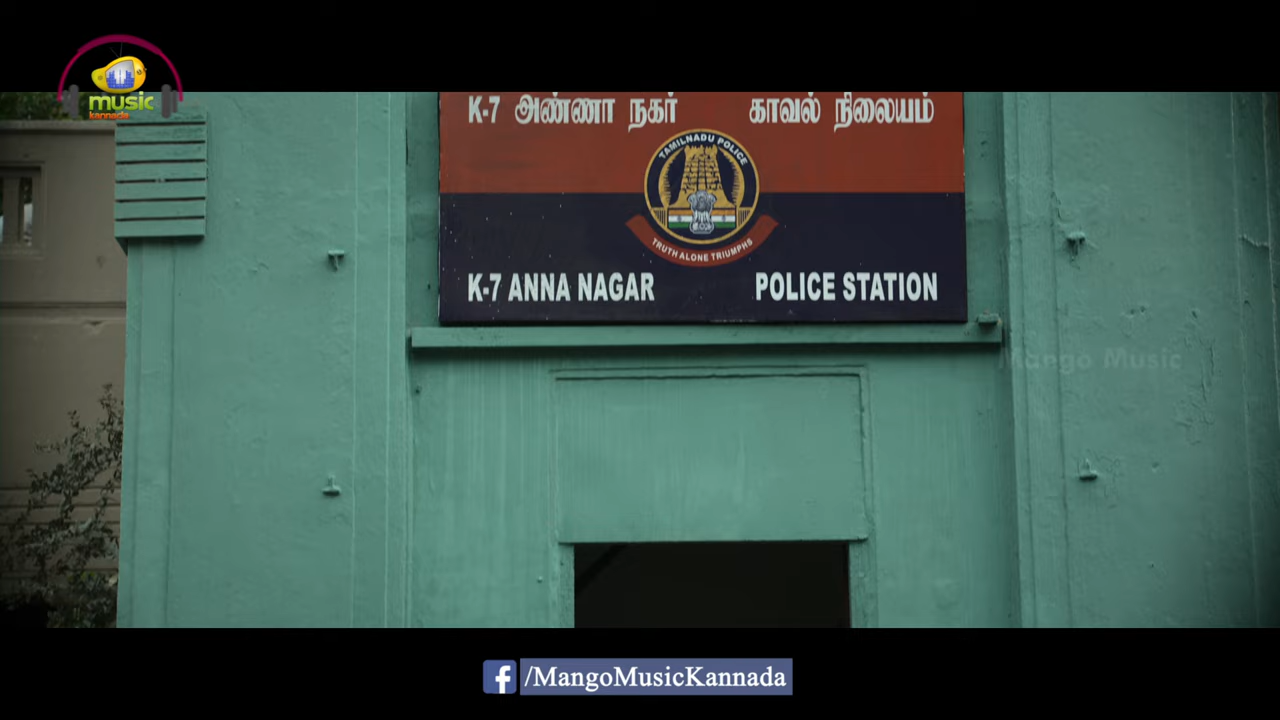 music
kannada
K-7 அண்ணா நகர் காவல் நிலையம்
TAMILNADU POLICE
TRUTH ALONE TRIUMPHS
K-7 ANNA NAGAR POLICE STATION
Mango Music
f /MangoMusicKannada